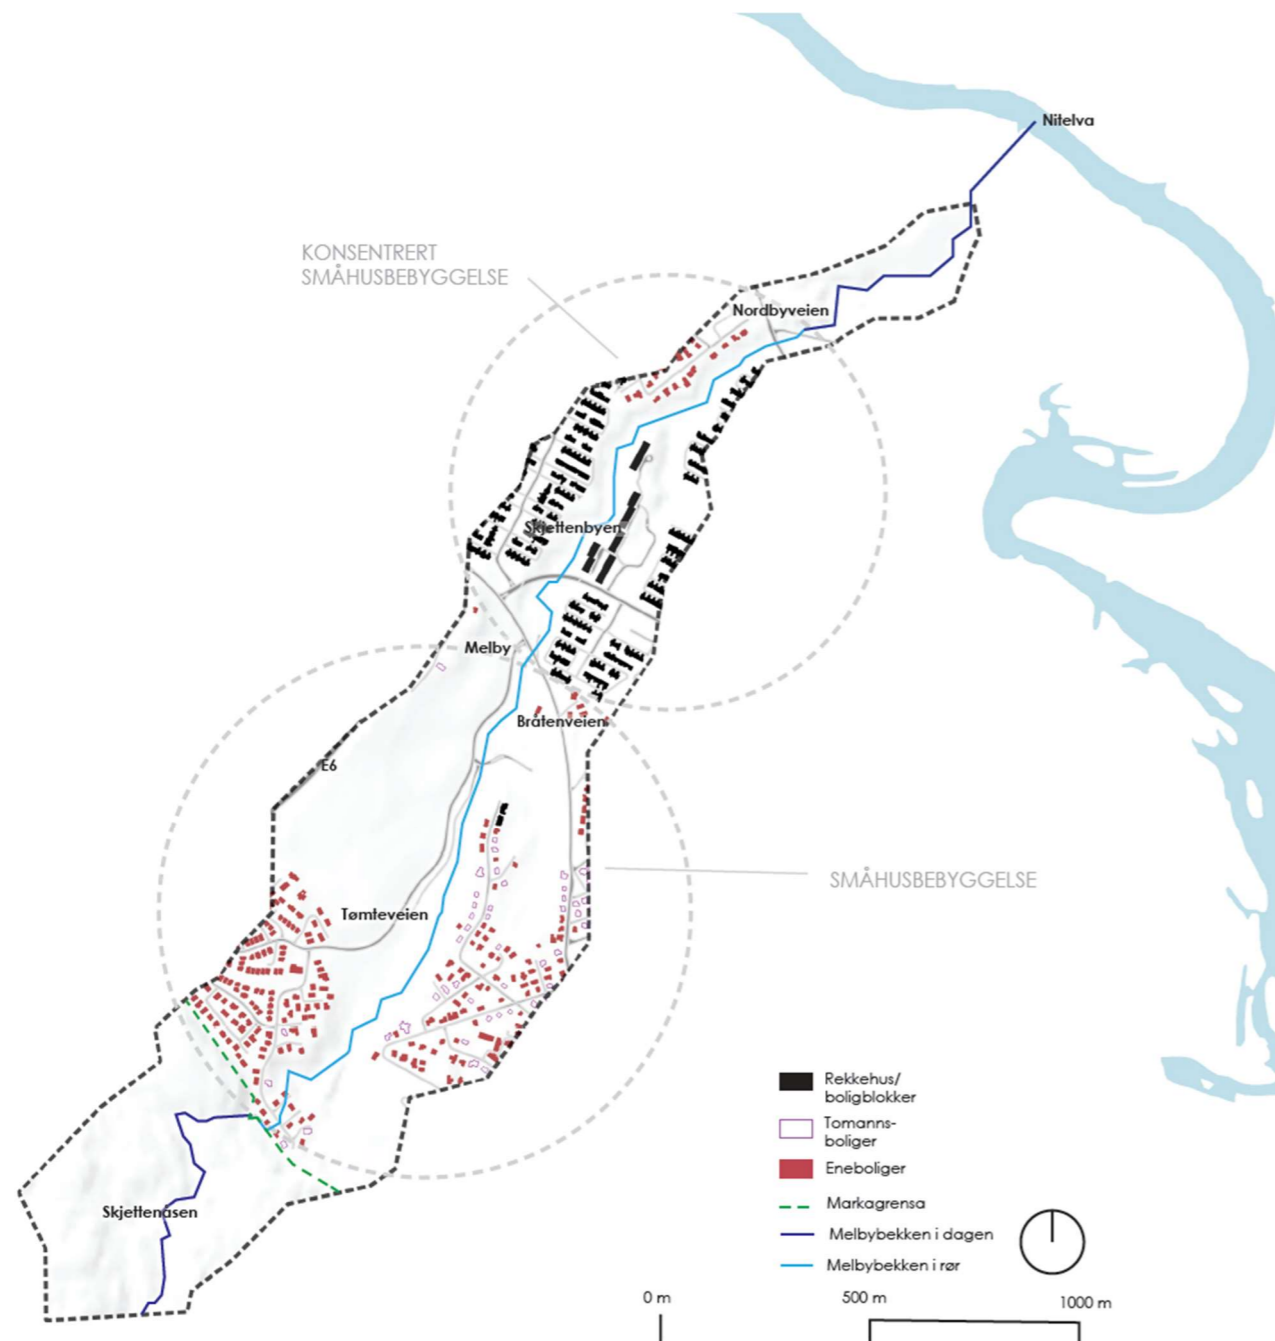 Nitelva
KONSENTRERT
SMÅHUSBEBYGGELSE
Nordbyveien
Skjettenbyen
Melby
Bråtenveien
E6
SMÅHUSBEBYGGELSE
Tømteveien
Skjettenåsen
Rekkehus/
boligblokker
Tomanns-
boliger
Eneboliger
Markagrensa
Melbybekken i dagen
Melbybekken i rør
0 m
500 m
1000 m